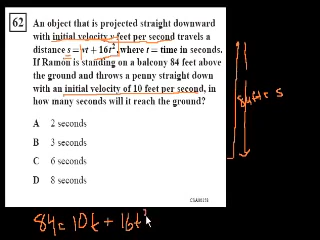 62 An object that is projected straight downward
with initial velocity v feet per second travels a
distance s = vt + 16t², where t = time in seconds.
If Ramon is standing on a balcony 84 feet above
the ground and throws a penny straight down
with an initial velocity of 10 feet per second, in
how many seconds will it reach the ground?
A 2 seconds
B 3 seconds
C 6 seconds
D 8 seconds
84ft = s
84 = 10t + 16t²